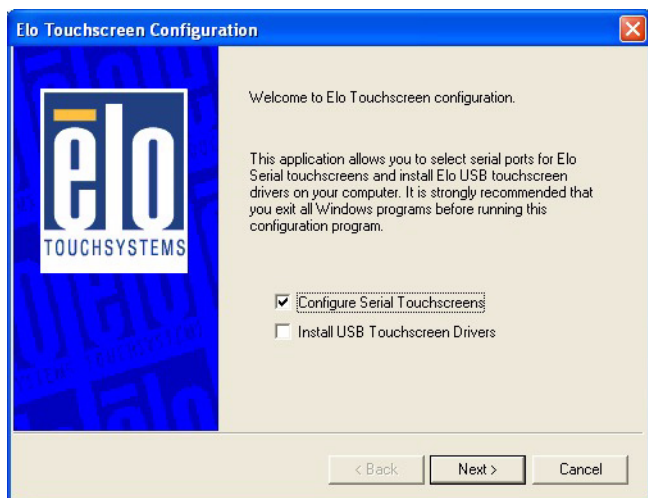 Elo Touchscreen Configuration
ēlo
TOUCHSYSTEMS
Welcome to Elo Touchscreen configuration.
This application allows you to select serial ports for Elo
Serial touchscreens and install Elo USB touchscreen
drivers on your computer. It is strongly recommended that
you exit all Windows programs before running this
configuration program.
Configure Serial Touchscreens
Install USB Touchscreen Drivers
< Back
Next >
Cancel